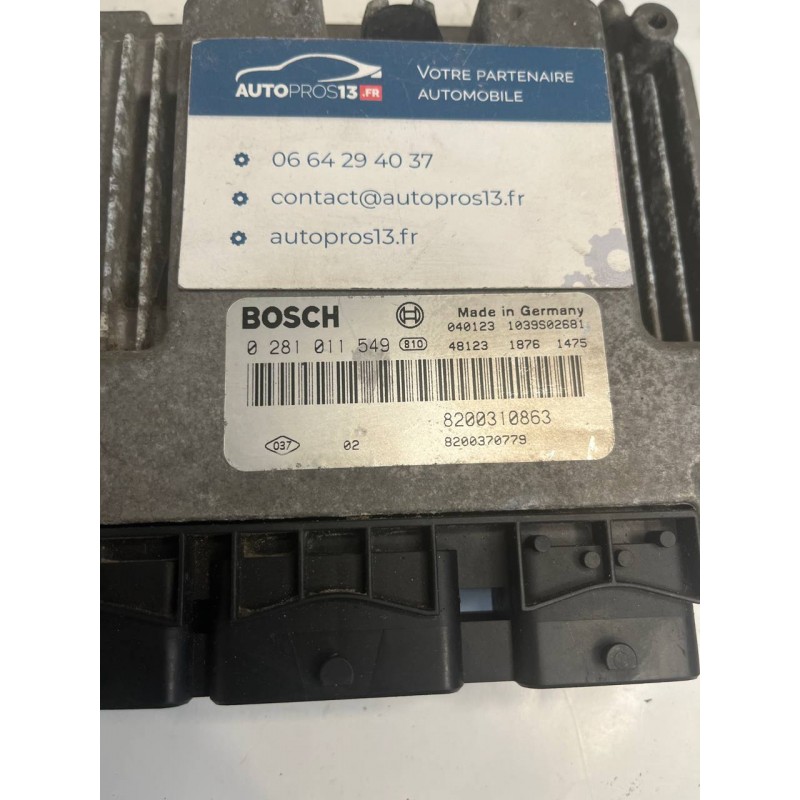 AUTOPROS13.FR
VOTRE PARTENAIRE
AUTOMOBILE
06 64 29 40 37
contact@autopros13.fr
autopros13.fr
BOSCH Made in Germany
040123 1039S02681
0 281 011 549 810 48123 1876 1475
8200310863
037 02 8200370779 A